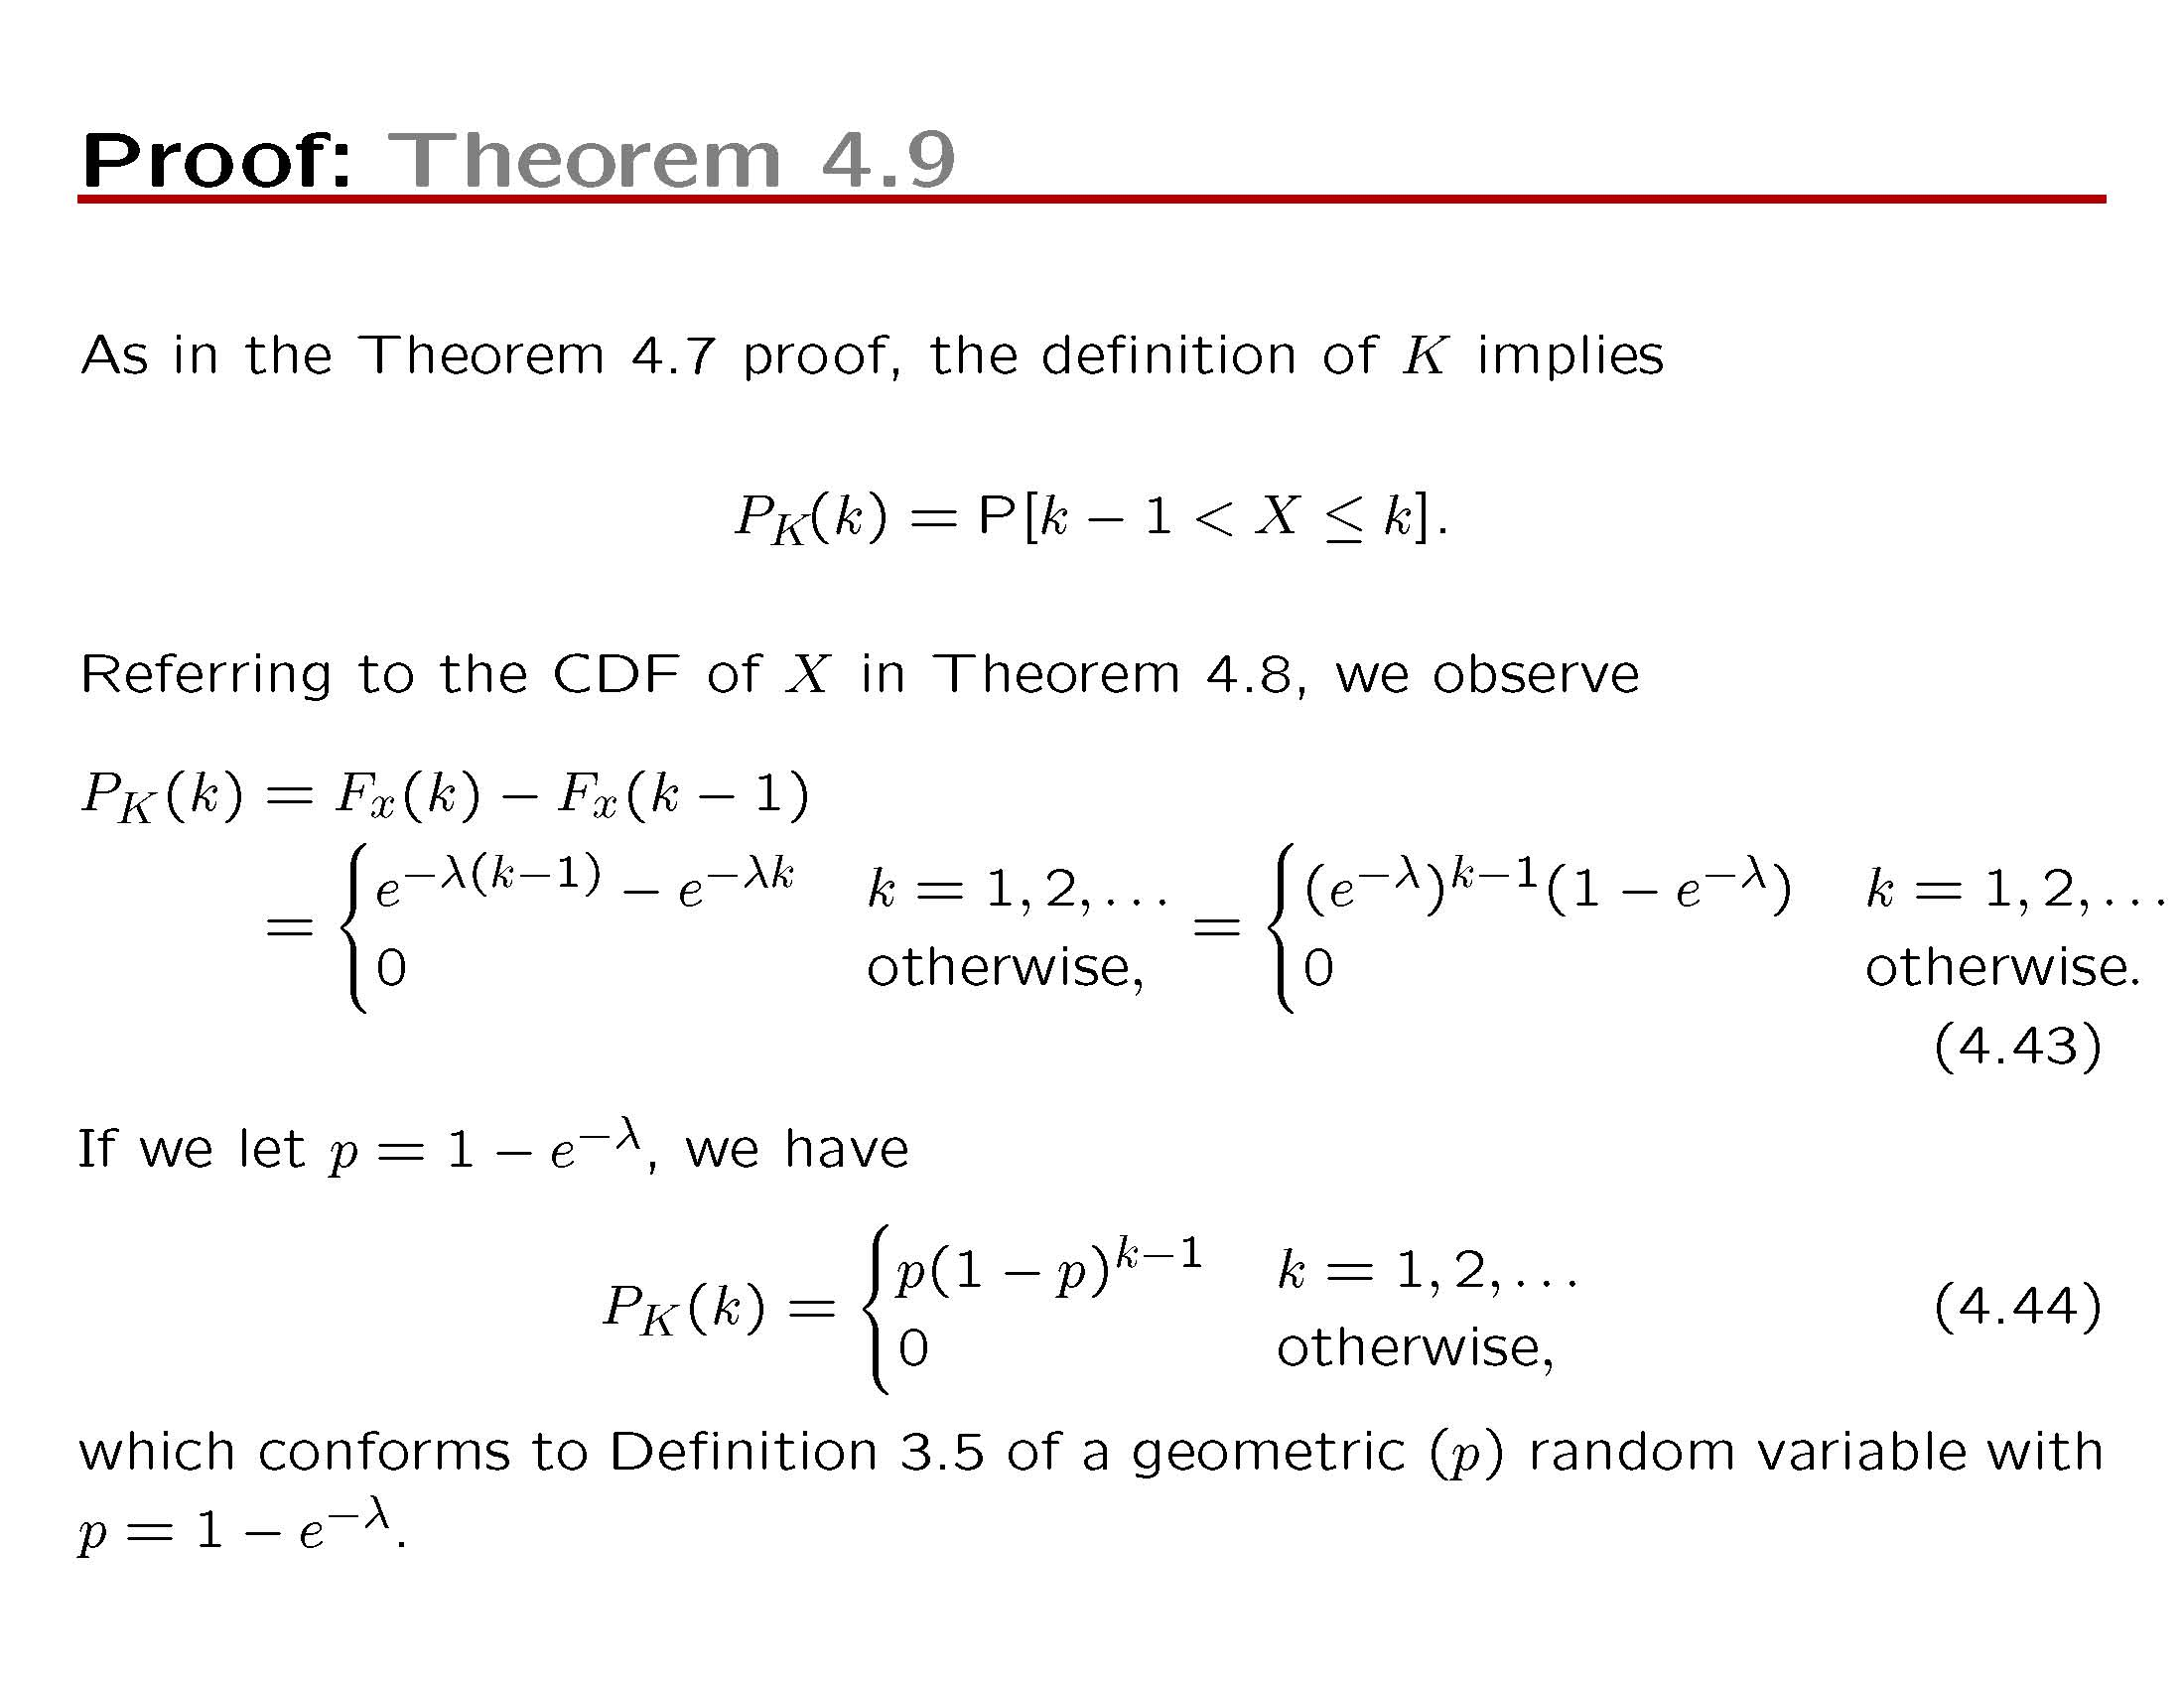 Proof: Theorem 4.9
As in the Theorem 4.7 proof, the definition of K implies
P_K(k) = P[k − 1 < X ≤ k].
Referring to the CDF of X in Theorem 4.8, we observe
P_K(k) = F_x(k) − F_x(k − 1)
= { e^{−λ(k−1)} − e^{−λk} k = 1, 2, . . . = { (e^{−λ})^{k−1}(1 − e^{−λ}) k = 1, 2, . . .
0 otherwise, 0 otherwise.
(4.43)
If we let p = 1 − e^{−λ}, we have
P_K(k) = { p(1 − p)^{k−1} k = 1, 2, . . .
0 otherwise, (4.44)
which conforms to Definition 3.5 of a geometric (p) random variable with
p = 1 − e^{−λ}.